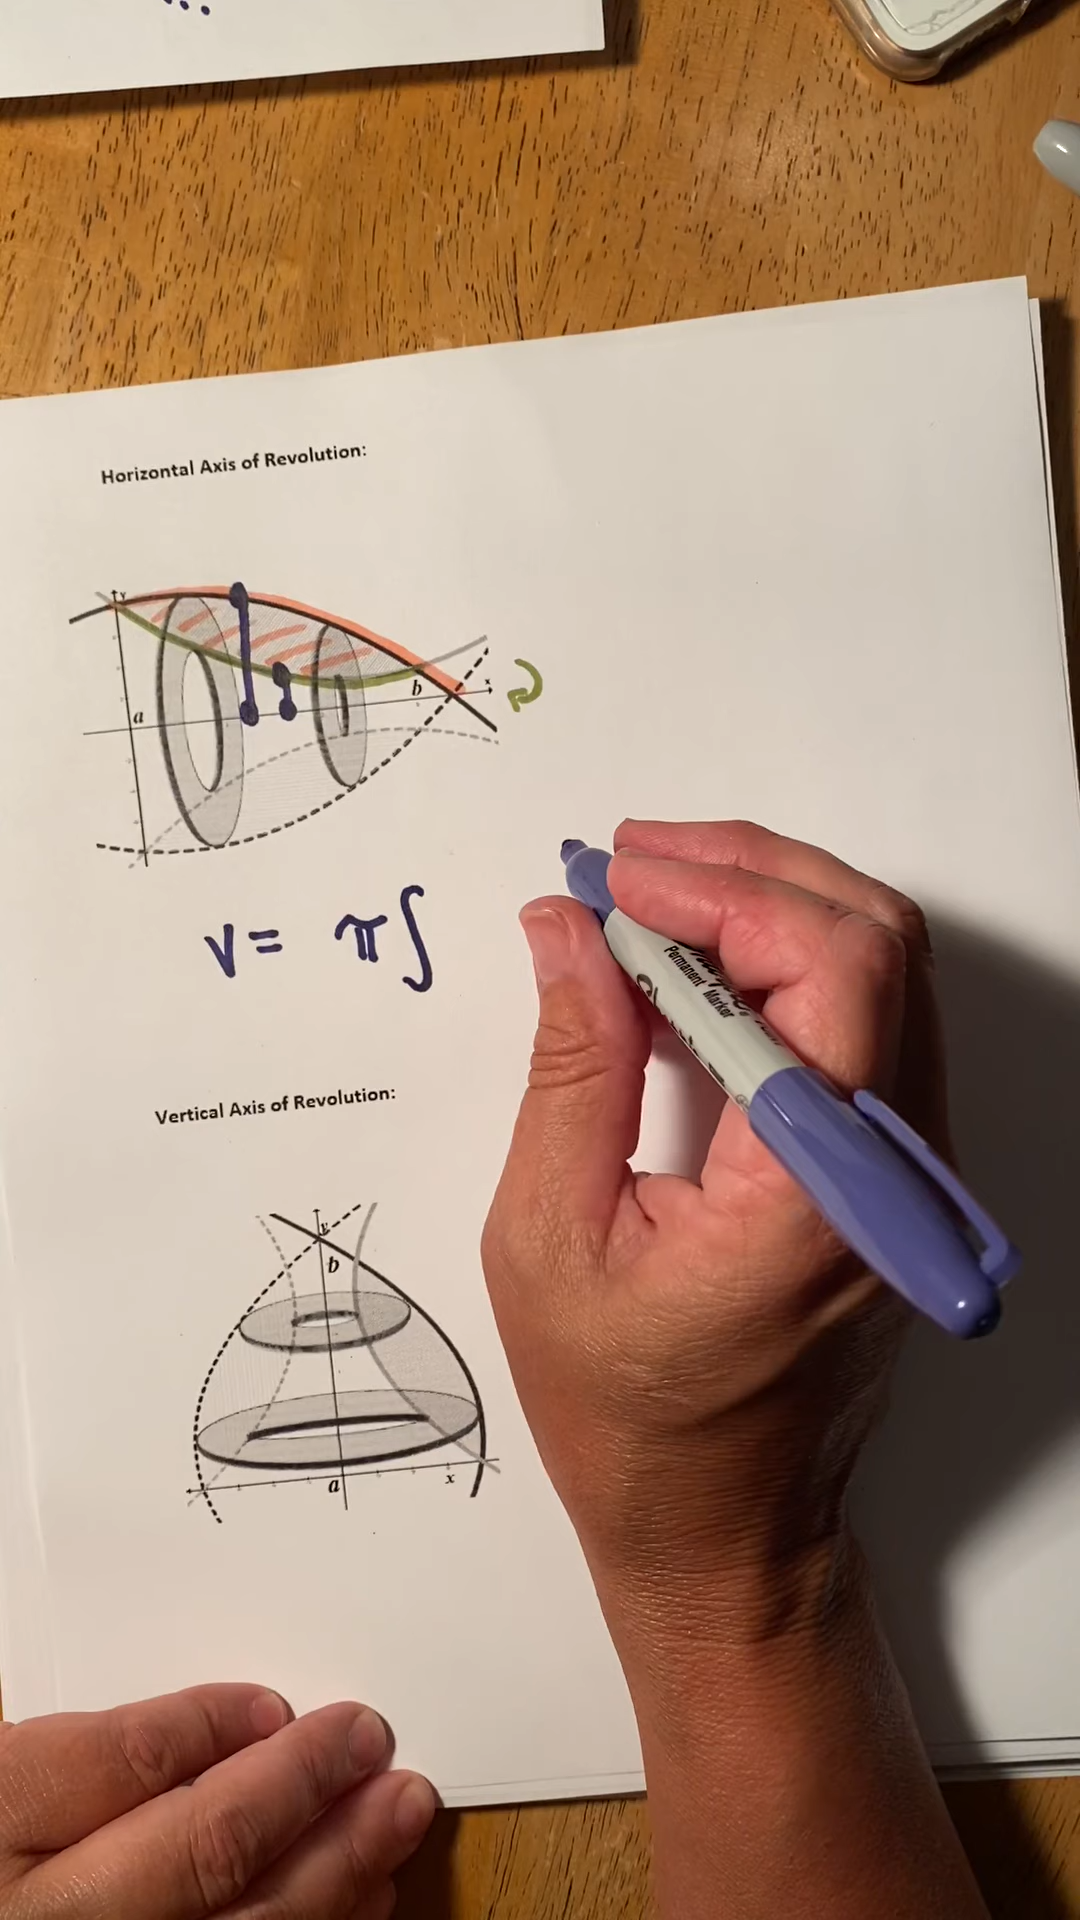 Horizontal Axis of Revolution:
y
a
b
x
V = π∫
Permanent Marker
Vertical Axis of Revolution:
y
b
a
x